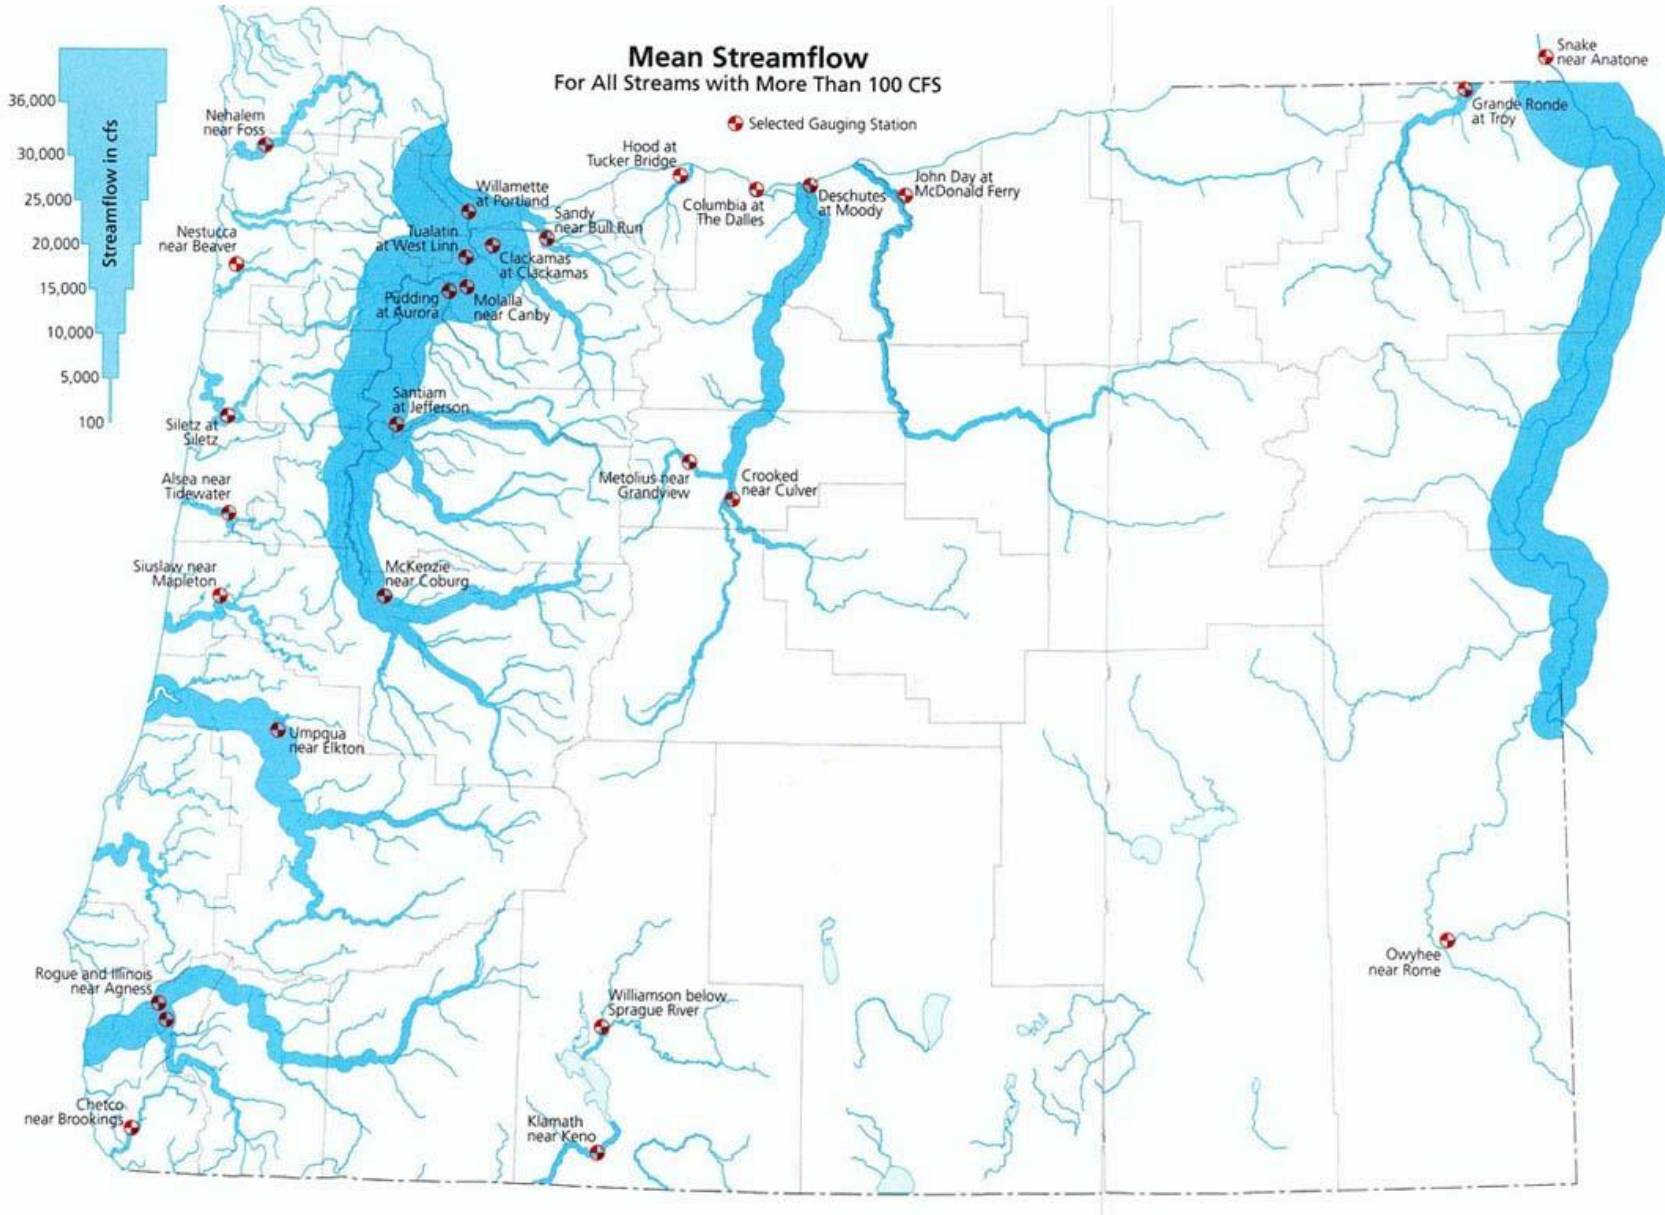 Mean Streamflow
For All Streams with More Than 100 CFS
Selected Gauging Station
Streamflow in cfs
36,000
30,000
25,000
20,000
15,000
10,000
5,000
100
Snake
near Anatone
Grande Ronde
at Troy
Nehalem
near Foss
Hood at
Tucker Bridge
Columbia at
The Dalles
Deschutes
at Moody
John Day at
McDonald Ferry
Willamette
at Portland
Sandy
near Bull Run
Tualatin
at West Linn
Clackamas
at Clackamas
Nestucca
near Beaver
Pudding
at Aurora
Molalla
near Canby
Santiam
at Jefferson
Siletz at
Siletz
Metolius near
Grandview
Crooked
near Culver
Alsea near
Tidewater
Siuslaw near
Mapleton
McKenzie
near Coburg
Umpqua
near Elkton
Owyhee
near Rome
Rogue and Illinois
near Agness
Williamson below
Sprague River
Chetco
near Brookings
Klamath
near Keno